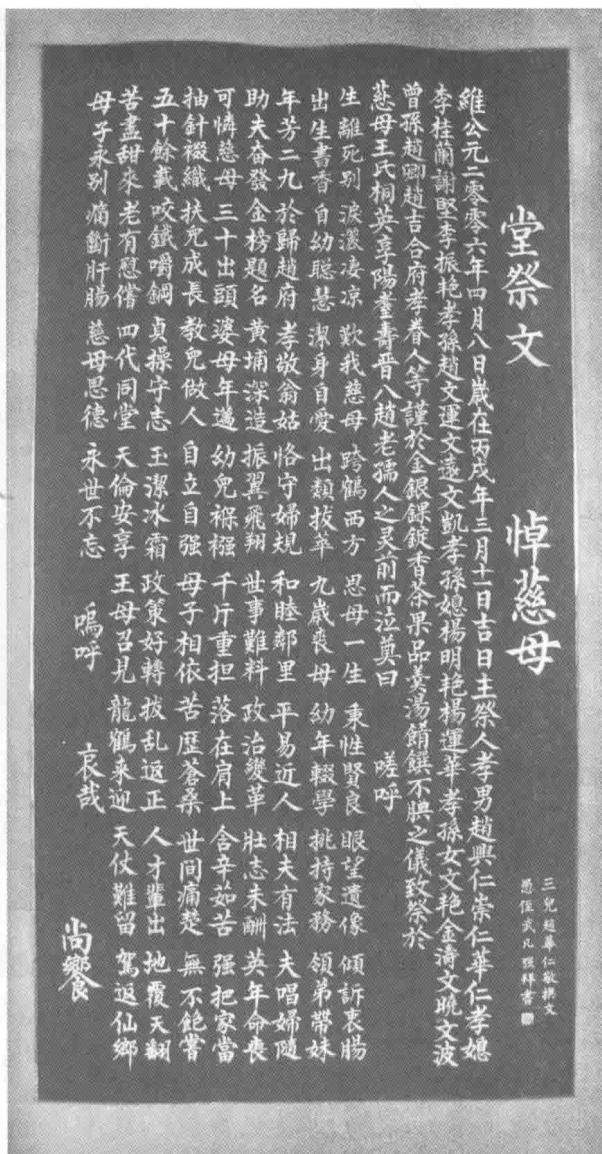 堂祭文 悼慈母
三兒趙華仁敬撰文
愚侄武凡琪拜書
維公元二零零六年四月八日歲在丙戌年三月十一日吉日主祭人孝男趙興仁崇仁華仁孝媳
李桂蘭謝堅李振艳孝孫趙文運文遠文凱孝孫媳楊明艳楊運華孝孫女文艳金濤文曉文波
曾孫趙卿趙吉合府孝眷人等謹於金銀錁錠香茶果品羹湯餚饌不腆之儀致祭於
慈母王氏桐英享陽耋壽晋八趙老孺人之灵前而泣奠曰 嗟呼
生離死别 淚灑凄凉 歎我慈母 跨鶴西方 思母一生 秉性賢良 眼望遺像 傾訴衷腸
出生書香 自幼聪慧 潔身自愛 出類拔萃 九歲喪母 幼年輟學 挑持家務 領弟帶妹
年芳二九 於歸趙府 孝敬翁姑 恪守婦規 和睦鄰里 平易近人 相夫有法 夫唱婦隨
助夫奋發 金榜題名 黄埔深造 振翼飛翔 世事難料 政治變革 壯志未酬 英年命喪
可憐慈母 三十出頭 婆母年邁 幼兒褓襁 千斤重担 落在肩上 含辛茹苦 强把家當
抽針綴織 扶兒成長 教兒做人 自立自强 母子相依 苦歷蒼桑 世間痛楚 無不飽嘗
五十餘載 咬鐵嚼鋼 貞操守志 玉潔冰霜 政策好轉 拨乱返正 人才輩出 地覆天翻
苦盡甜來 老有慰償 四代同堂 天倫安享 王母召見 龍鶴來迎 天仗難留 駕返仙鄉
母子永别 痛斷肝腸 慈母恩德 永世不忘 嗚呼 哀哉 尚饗